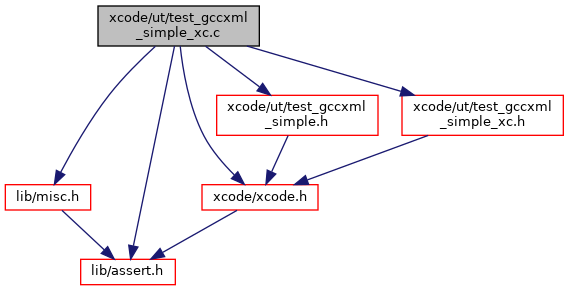 xcode/ut/test_gccxml
_simple_xc.c
xcode/ut/test_gccxml
_simple.h
xcode/ut/test_gccxml
_simple_xc.h
lib/misc.h
xcode/xcode.h
lib/assert.h